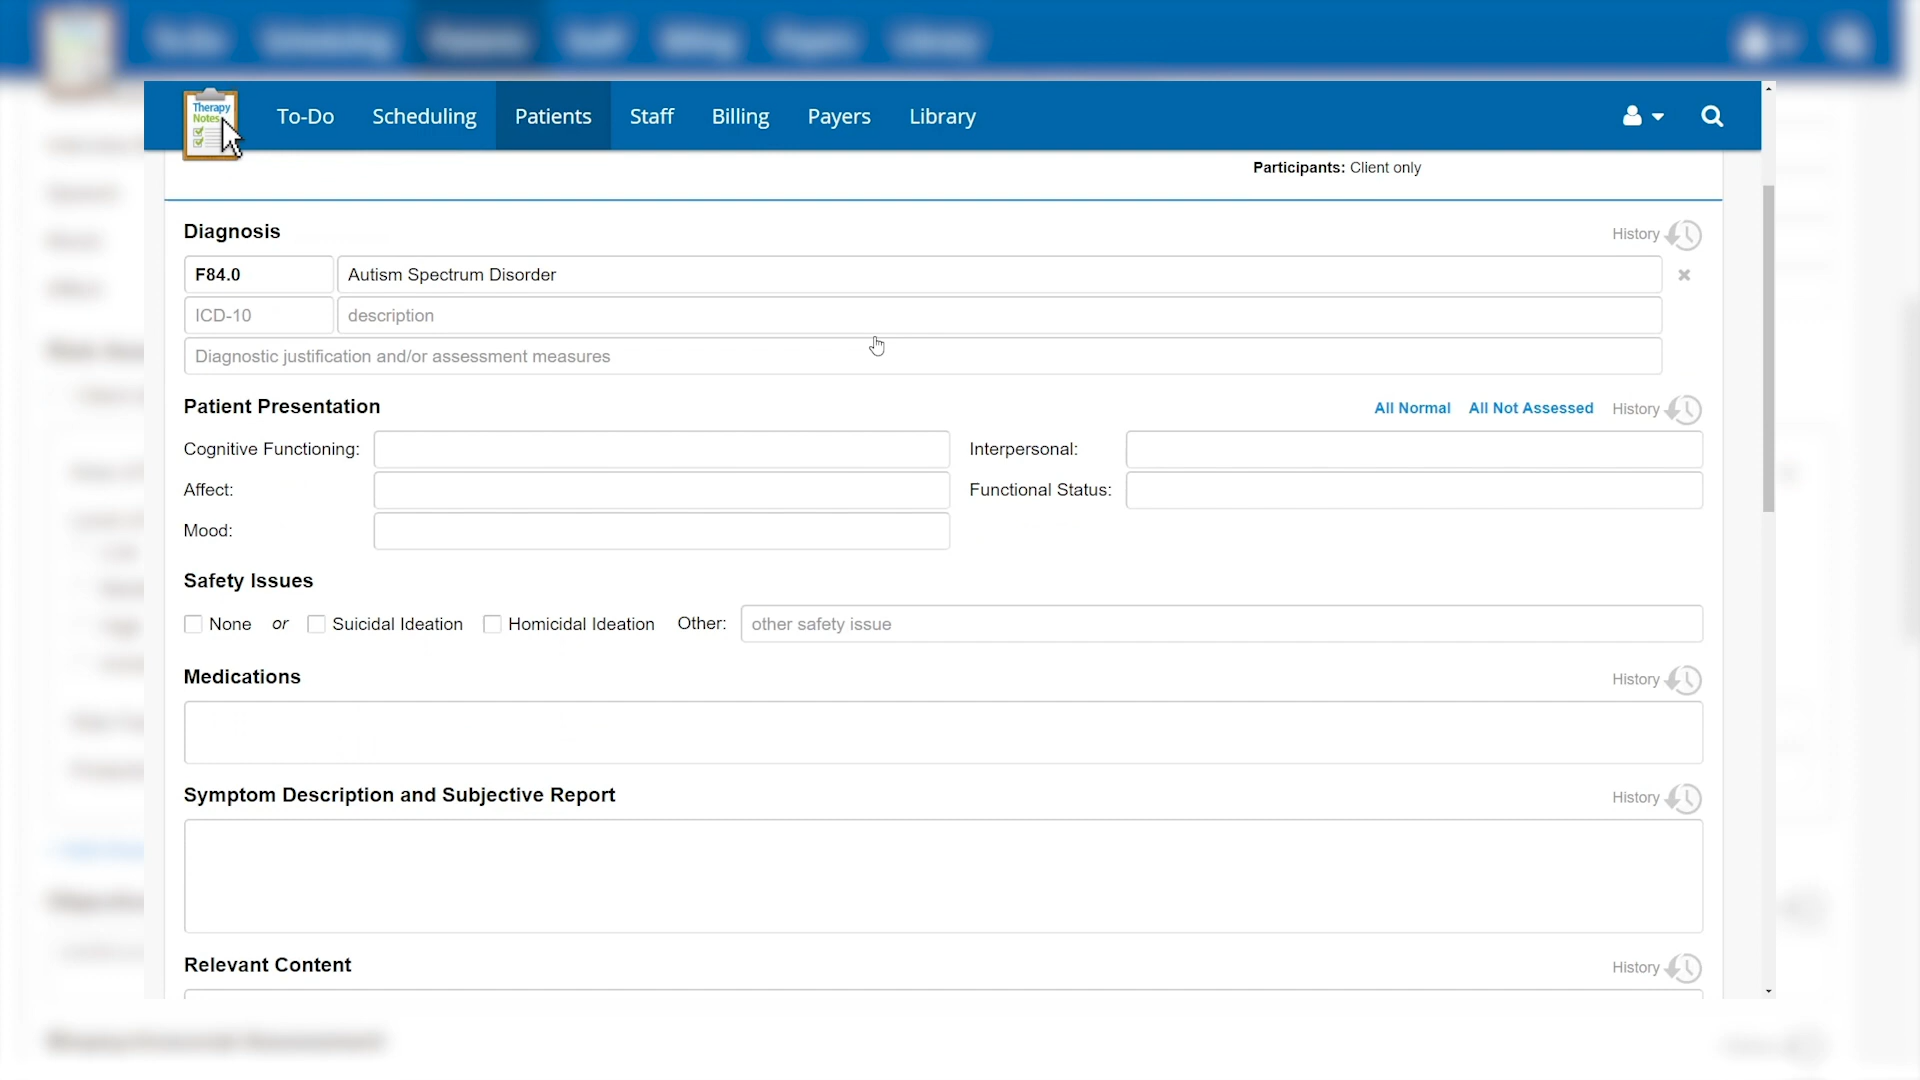 Therapy
Notes
To-Do Scheduling Patients Staff Billing Payers Library
Participants: Client only
Diagnosis History
F84.0 Autism Spectrum Disorder
ICD-10 description
Diagnostic justification and/or assessment measures
Patient Presentation All Normal All Not Assessed History
Cognitive Functioning: Interpersonal:
Affect: Functional Status:
Mood:
Safety Issues
None or Suicidal Ideation Homicidal Ideation Other: other safety issue
Medications History
Symptom Description and Subjective Report History
Relevant Content History